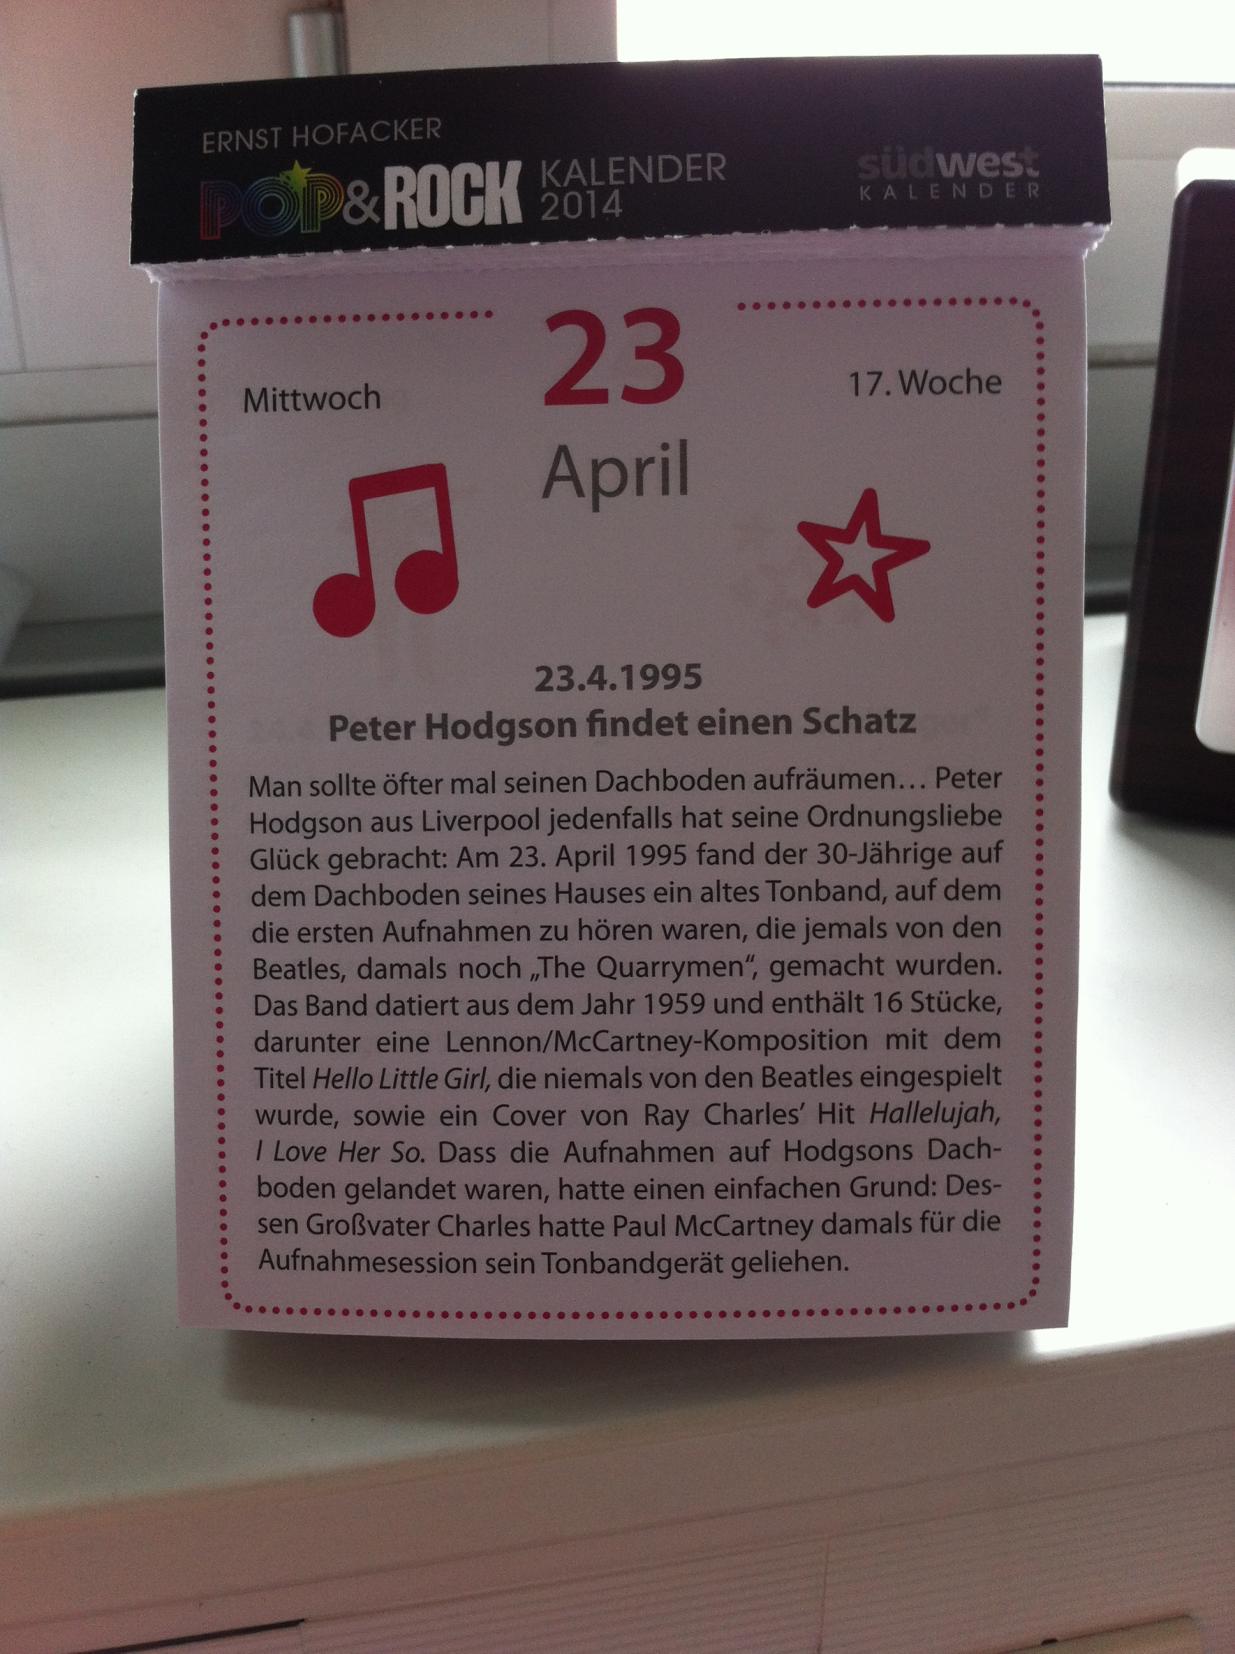 ERNST HOFACKER
POP&ROCK KALENDER 2014
südwest
KALENDER
23
Mittwoch
17. Woche
April
23.4.1995
Peter Hodgson findet einen Schatz
Man sollte öfter mal seinen Dachboden aufräumen… Peter
Hodgson aus Liverpool jedenfalls hat seine Ordnungsliebe
Glück gebracht: Am 23. April 1995 fand der 30-Jährige auf
dem Dachboden seines Hauses ein altes Tonband, auf dem
die ersten Aufnahmen zu hören waren, die jemals von den
Beatles, damals noch „The Quarrymen“, gemacht wurden.
Das Band datiert aus dem Jahr 1959 und enthält 16 Stücke,
darunter eine Lennon/McCartney-Komposition mit dem
Titel Hello Little Girl, die niemals von den Beatles eingespielt
wurde, sowie ein Cover von Ray Charles’ Hit Hallelujah,
I Love Her So. Dass die Aufnahmen auf Hodgsons Dach-
boden gelandet waren, hatte einen einfachen Grund: Des-
sen Großvater Charles hatte Paul McCartney damals für die
Aufnahmesession sein Tonbandgerät geliehen.